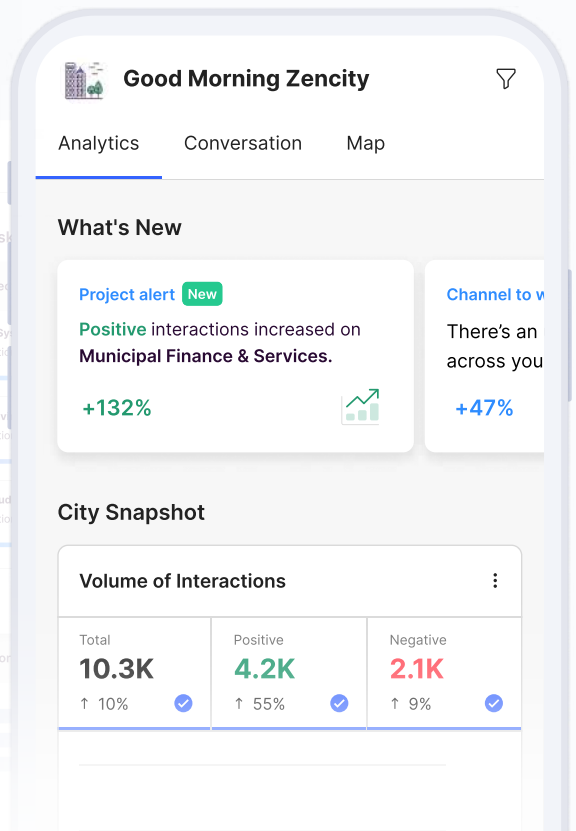 Good Morning Zencity
Analytics Conversation Map
What's New
Project alert New
Positive interactions increased on
Municipal Finance & Services.
+132%
Channel to
There's an
across you
+47%
City Snapshot
Volume of Interactions
Total
10.3K
↑ 10%
Positive
4.2K
↑ 55%
Negative
2.1K
↑ 9%